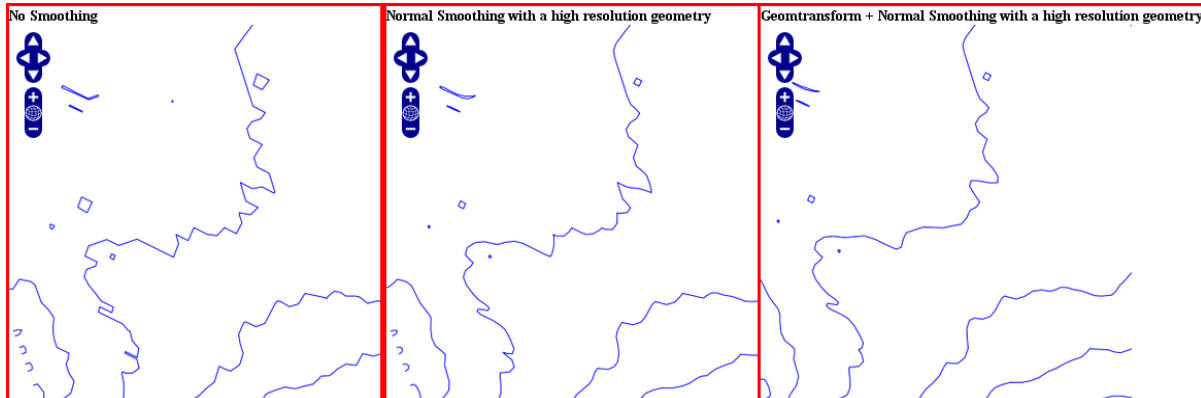 No Smoothing
Normal Smoothing with a high resolution geometry
Geomtransform + Normal Smoothing with a high resolution geometry